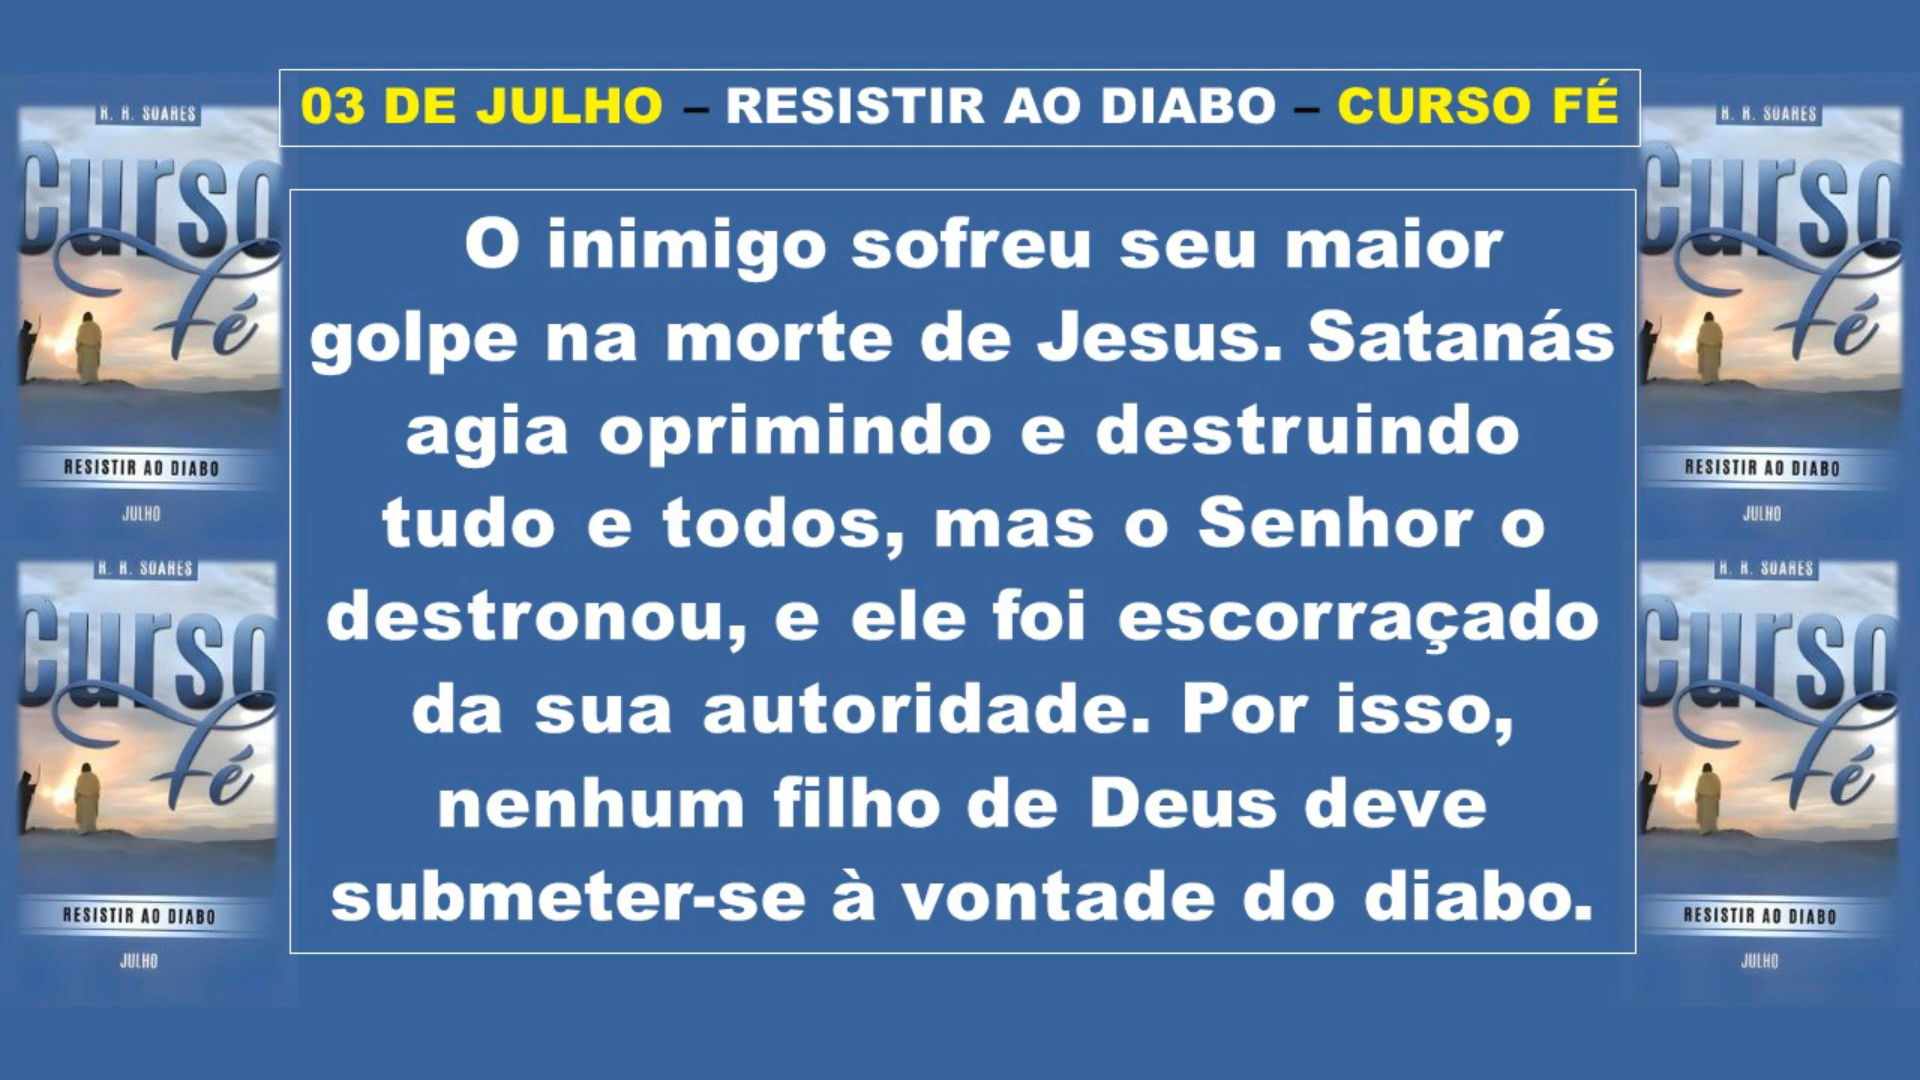 03 DE JULHO – RESISTIR AO DIABO – CURSO FÉ
O inimigo sofreu seu maior
golpe na morte de Jesus. Satanás
agia oprimindo e destruindo
tudo e todos, mas o Senhor o
destronou, e ele foi escorraçado
da sua autoridade. Por isso,
nenhum filho de Deus deve
submeter-se à vontade do diabo.
R. R. SOARES
Curso
fé
RESISTIR AO DIABO
JULHO
R. R. SOARES
Curso
fé
RESISTIR AO DIABO
JULHO
R. R. SOARES
Curso
fé
RESISTIR AO DIABO
JULHO
R. R. SOARES
Curso
fé
RESISTIR AO DIABO
JULHO